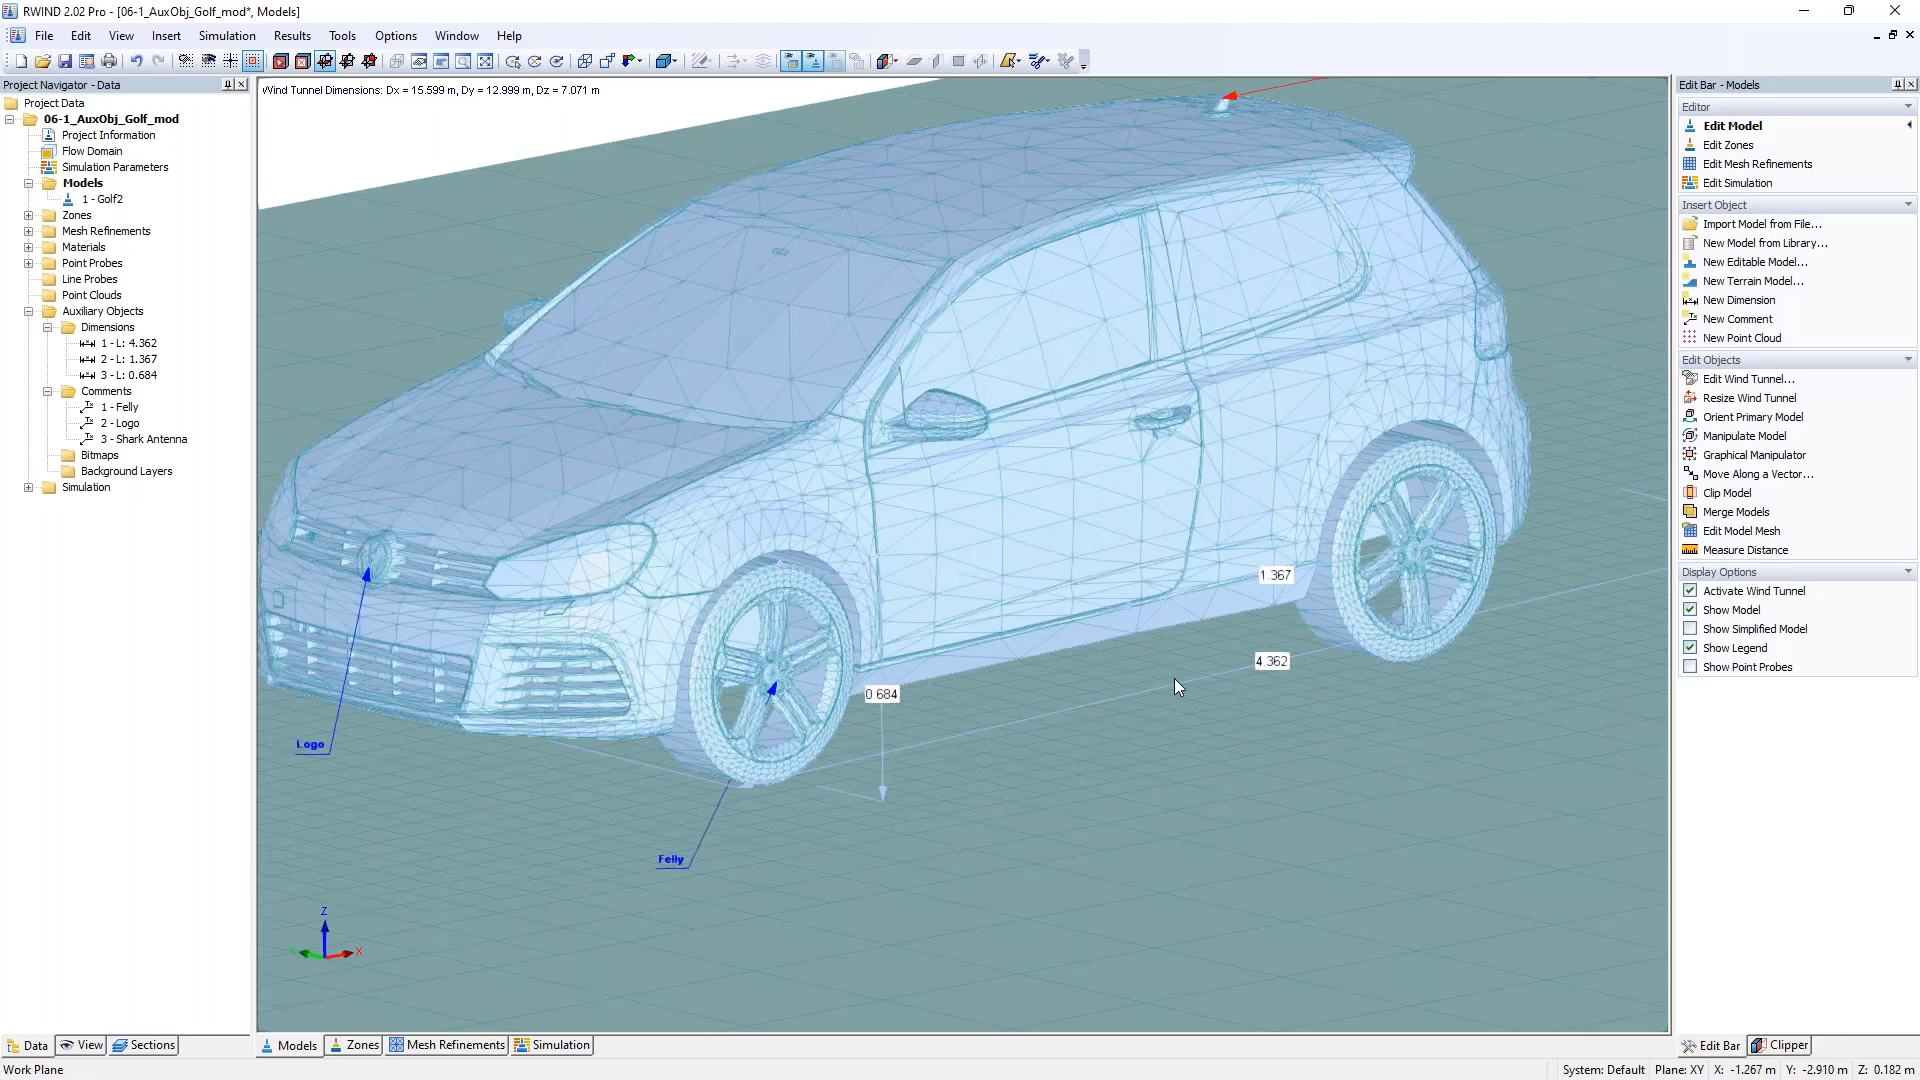 RWIND 2.02 Pro - [06-1_AuxObj_Golf_mod*, Models]
File Edit View Insert Simulation Results Tools Options Window Help
Project Navigator - Data
Project Data
06-1_AuxObj_Golf_mod
Project Information
Flow Domain
Simulation Parameters
Models
1 - Golf2
Zones
Mesh Refinements
Materials
Point Probes
Line Probes
Point Clouds
Auxiliary Objects
Dimensions
1 - L: 4.362
2 - L: 1.367
3 - L: 0.684
Comments
1 - Felly
2 - Logo
3 - Shark Antenna
Bitmaps
Background Layers
Simulation
Data View Sections
Wind Tunnel Dimensions: Dx = 15.599 m, Dy = 12.999 m, Dz = 7.071 m
1.367
4.362
0.684
Logo
Felly
Z
X
Models Zones Mesh Refinements Simulation
Edit Bar - Models
Editor
Edit Model
Edit Zones
Edit Mesh Refinements
Edit Simulation
Insert Object
Import Model from File...
New Model from Library...
New Editable Model...
New Terrain Model...
New Dimension
New Comment
New Point Cloud
Edit Objects
Edit Wind Tunnel...
Resize Wind Tunnel
Orient Primary Model
Manipulate Model
Graphical Manipulator
Move Along a Vector...
Clip Model
Merge Models
Edit Model Mesh
Measure Distance
Display Options
Activate Wind Tunnel
Show Model
Show Simplified Model
Show Legend
Show Point Probes
Edit Bar Clipper
Work Plane
System: Default Plane: XY X: -1.267 m Y: -2.910 m Z: 0.182 m